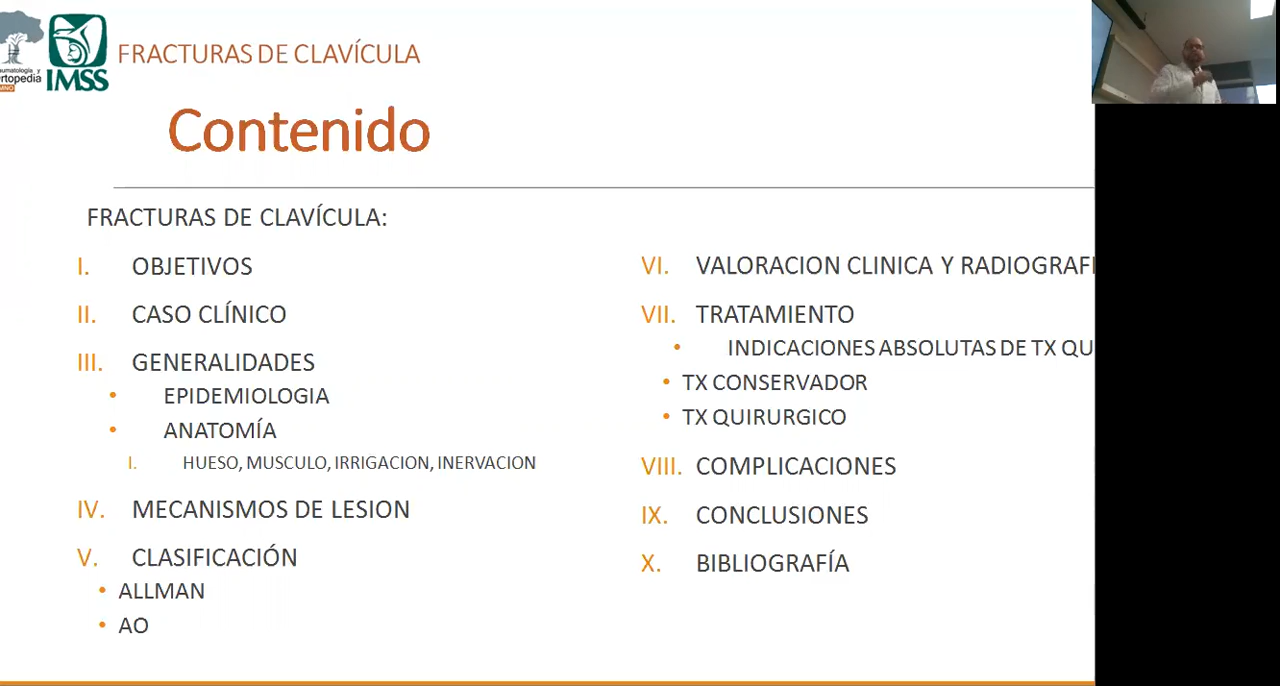 IMSS
FRACTURAS DE CLAVÍCULA
Contenido
FRACTURAS DE CLAVÍCULA:
I. OBJETIVOS
II. CASO CLÍNICO
III. GENERALIDADES
• EPIDEMIOLOGIA
• ANATOMÍA
I. HUESO, MUSCULO, IRRIGACION, INERVACION
IV. MECANISMOS DE LESION
V. CLASIFICACIÓN
• ALLMAN
• AO
VI. VALORACION CLINICA Y RADIOGRAFI
VII. TRATAMIENTO
• INDICACIONES ABSOLUTAS DE TX QU
• TX CONSERVADOR
• TX QUIRURGICO
VIII. COMPLICACIONES
IX. CONCLUSIONES
X. BIBLIOGRAFÍA